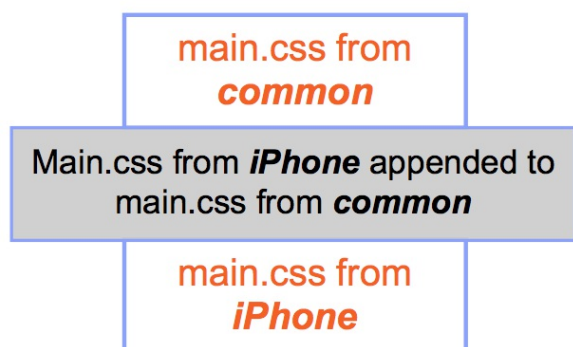 main.css from
common
Main.css from iPhone appended to
main.css from common
main.css from
iPhone